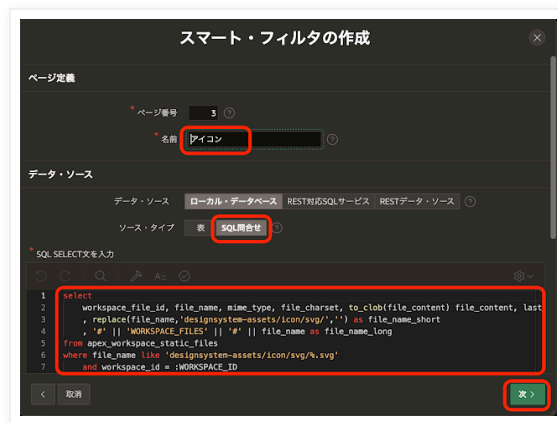 スマート・フィルタの作成
ページ定義
* ページ番号 3
* 名前 アイコン
データ・ソース
データ・ソース ローカル・データベース REST対応SQLサービス RESTデータ・ソース
ソース・タイプ 表 SQL問合せ
* SQL SELECT文を入力
1 select
2 workspace_file_id, file_name, mime_type, file_charset, to_clob(file_content) file_content, last
3 , replace(file_name,'designsystem-assets/icon/svg/','') as file_name_short
4 , '#' || 'WORKSPACE_FILES' || '#' || file_name as file_name_long
5 from apex_workspace_static_files
6 where file_name like 'designsystem-assets/icon/svg/%.svg'
7 and workspace_id = :WORKSPACE_ID
取消
次 >